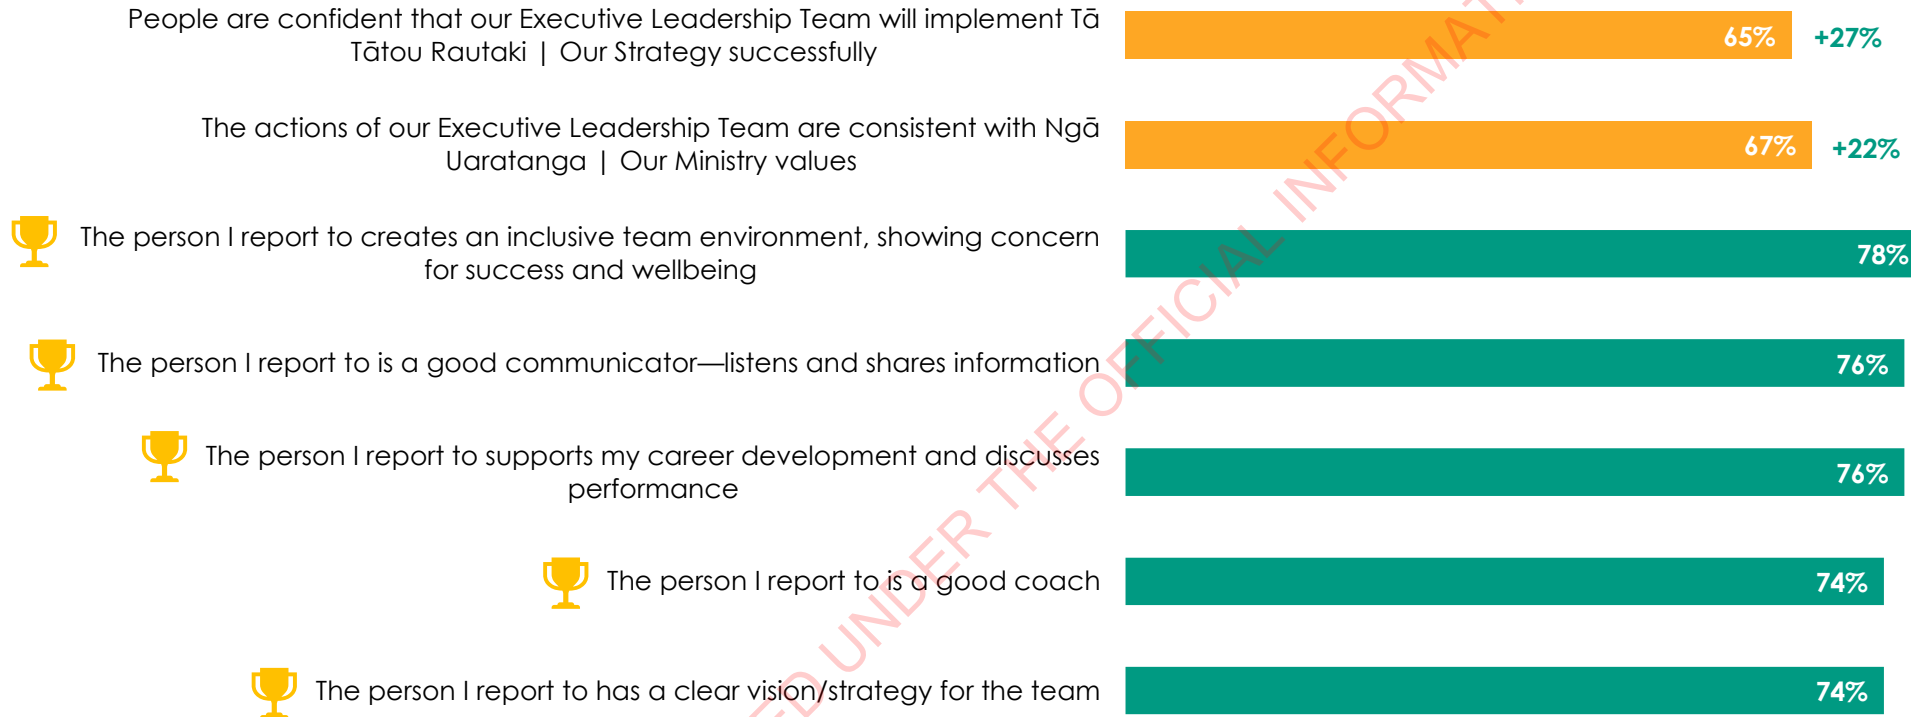 People are confident that our Executive Leadership Team will implement Tā
Tātou Rautaki | Our Strategy successfully
65% +27%
The actions of our Executive Leadership Team are consistent with Ngā
Uaratanga | Our Ministry values
67% +22%
The person I report to creates an inclusive team environment, showing concern
for success and wellbeing
78%
The person I report to is a good communicator—listens and shares information
76%
The person I report to supports my career development and discusses
performance
76%
The person I report to is a good coach
74%
The person I report to has a clear vision/strategy for the team
74%
UNDER THE OFFICIAL